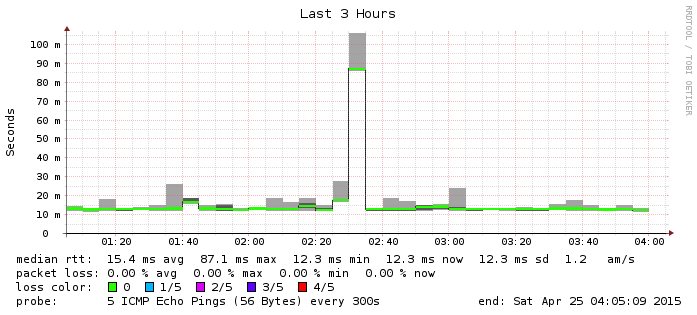 Last 3 Hours
RRDTOOL / TOBI OETIKER
Seconds
100 m
90 m
80 m
70 m
60 m
50 m
40 m
30 m
20 m
10 m
0
01:20 01:40 02:00 02:20 02:40 03:00 03:20 03:40 04:00
median rtt: 15.4 ms avg 87.1 ms max 12.3 ms min 12.3 ms now 12.3 ms sd 1.2 am/s
packet loss: 0.00 % avg 0.00 % max 0.00 % min 0.00 % now
loss color: 0 1/5 2/5 3/5 4/5
probe: 5 ICMP Echo Pings (56 Bytes) every 300s end: Sat Apr 25 04:05:09 2015